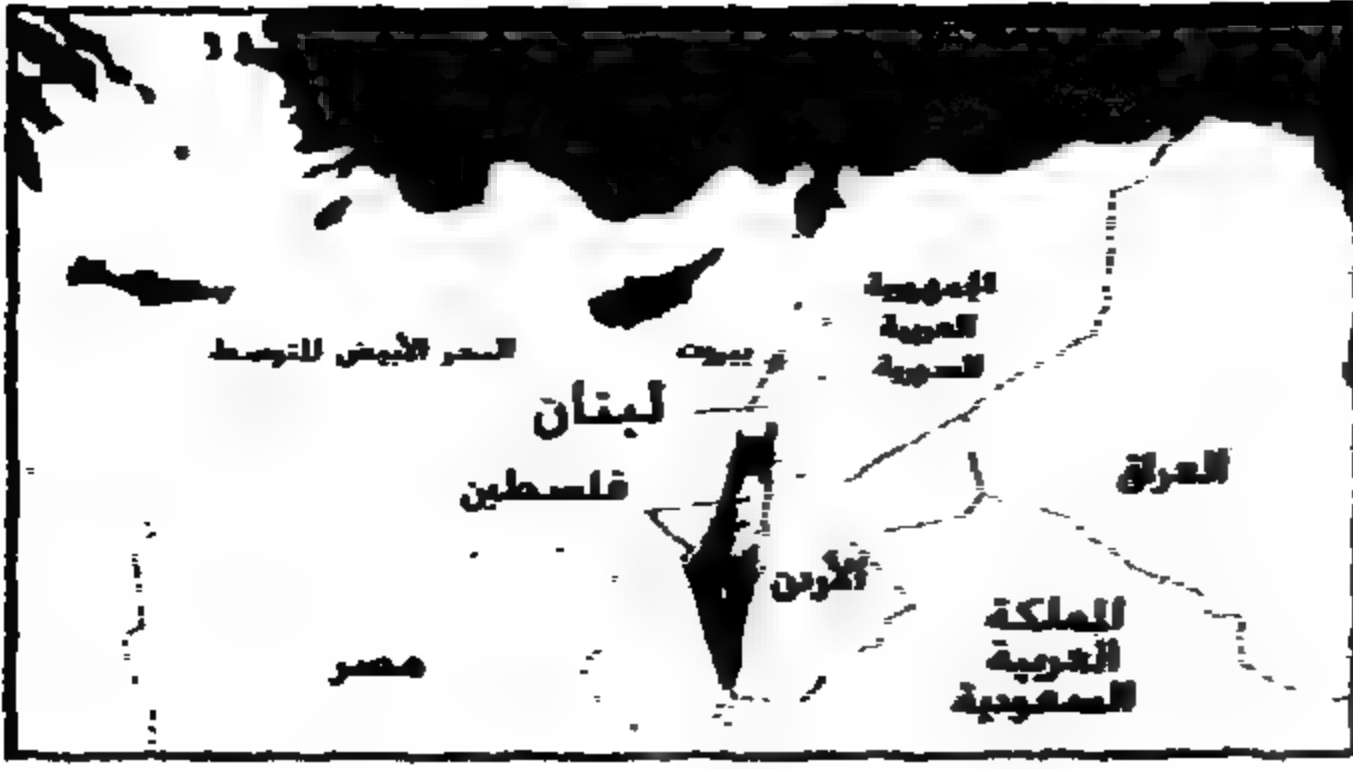 الجمهورية
العربية
السورية
البحر الأبيض المتوسط
بيروت
لبنان
العراق
فلسطين
الأردن
المملكة
العربية
السعودية
مصر